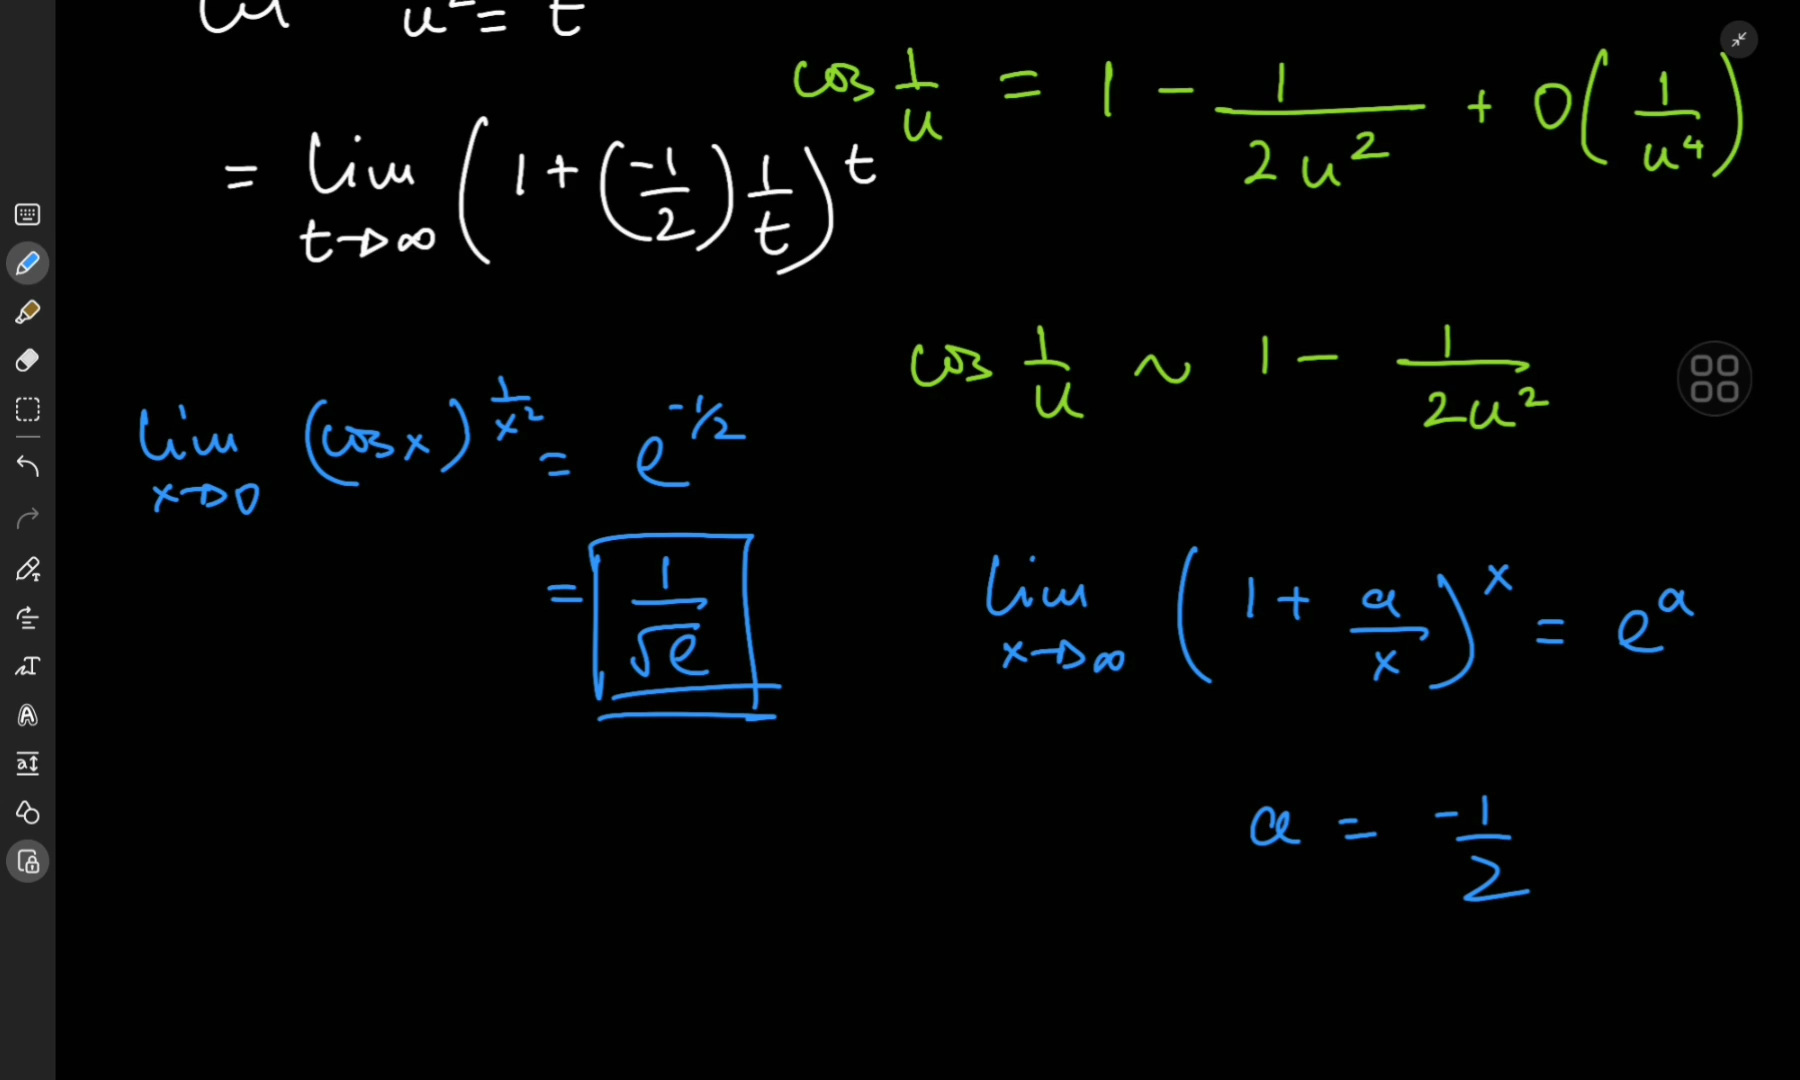 let u² = t
cos 1/u = 1 - 1/(2u²) + O(1/u⁴)
= lim t→∞ (1 + (-1/2) 1/t)^t
cos 1/u ~ 1 - 1/(2u²)
lim x→0 (cos x)^(1/x²) = e^(-1/2)
= 1/√e
lim x→∞ (1 + a/x)^x = e^a
a = -1/2